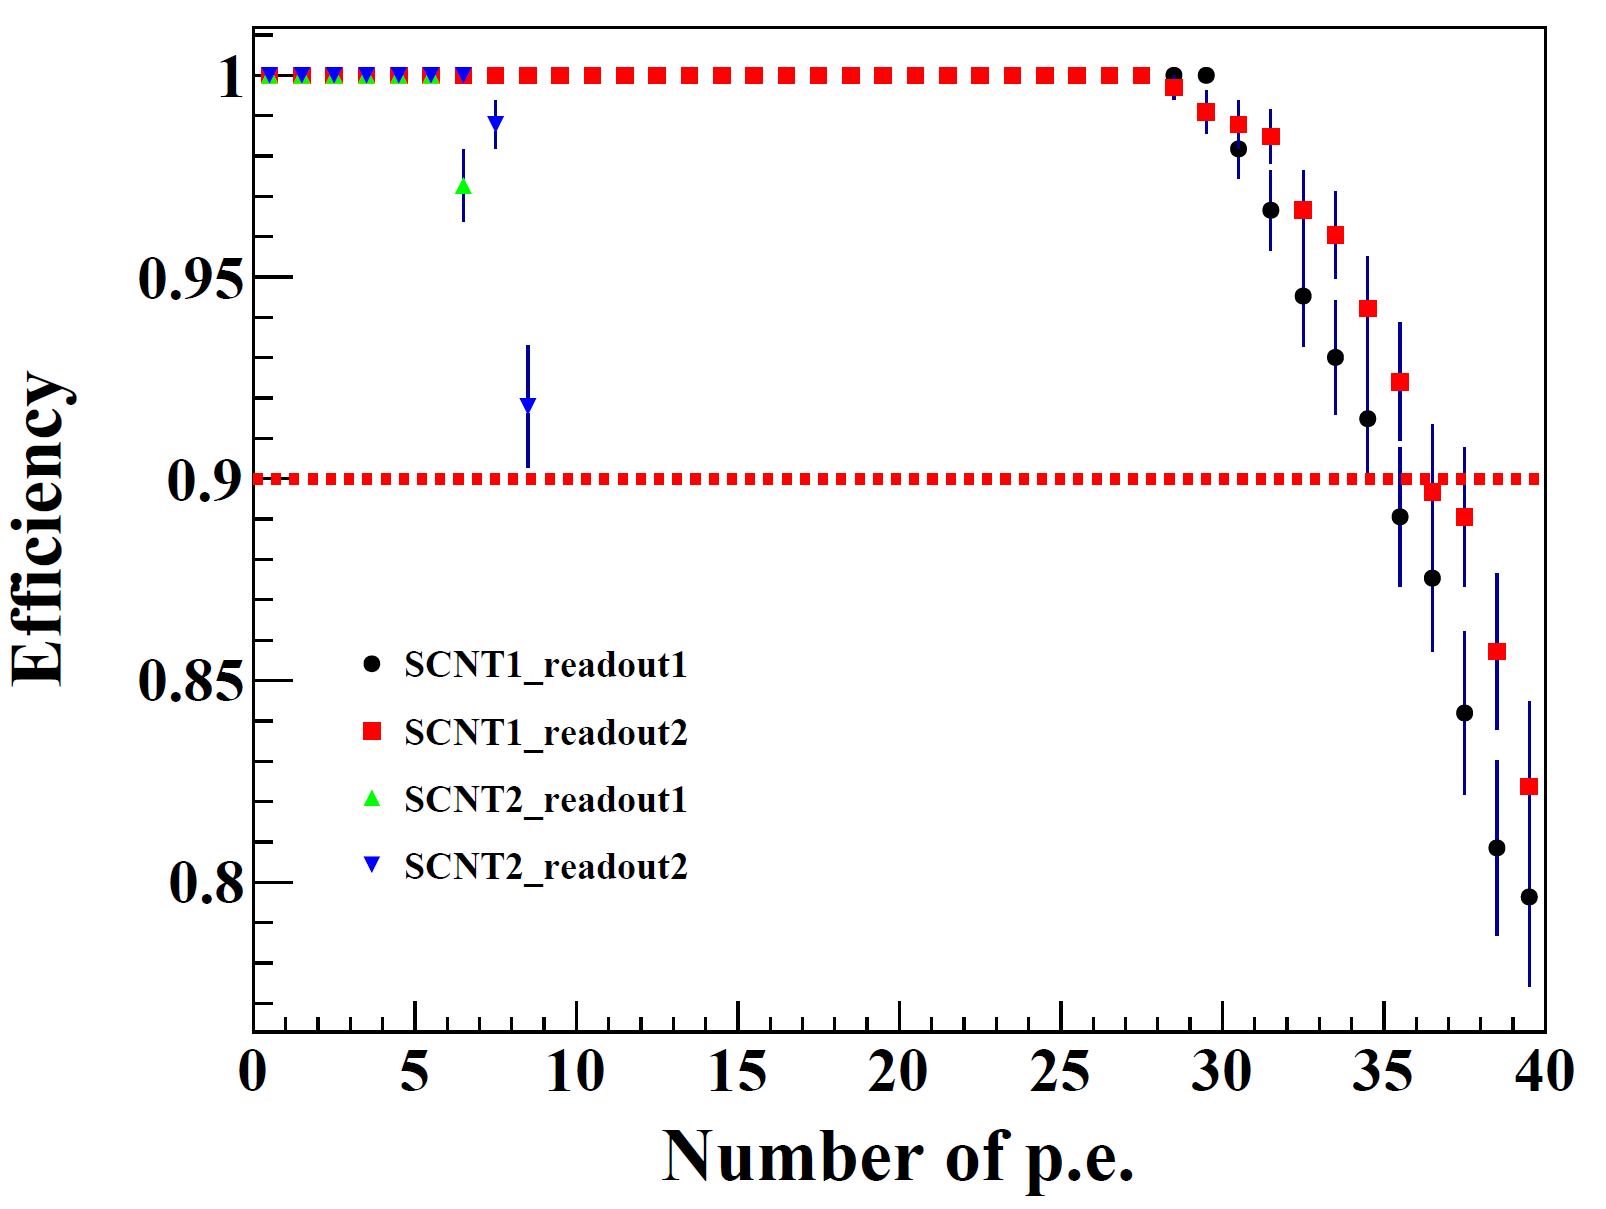 Efficiency
1
0.95
0.9
0.85
0.8
SCNT1_readout1
SCNT1_readout2
SCNT2_readout1
SCNT2_readout2
0 5 10 15 20 25 30 35 40
Number of p.e.